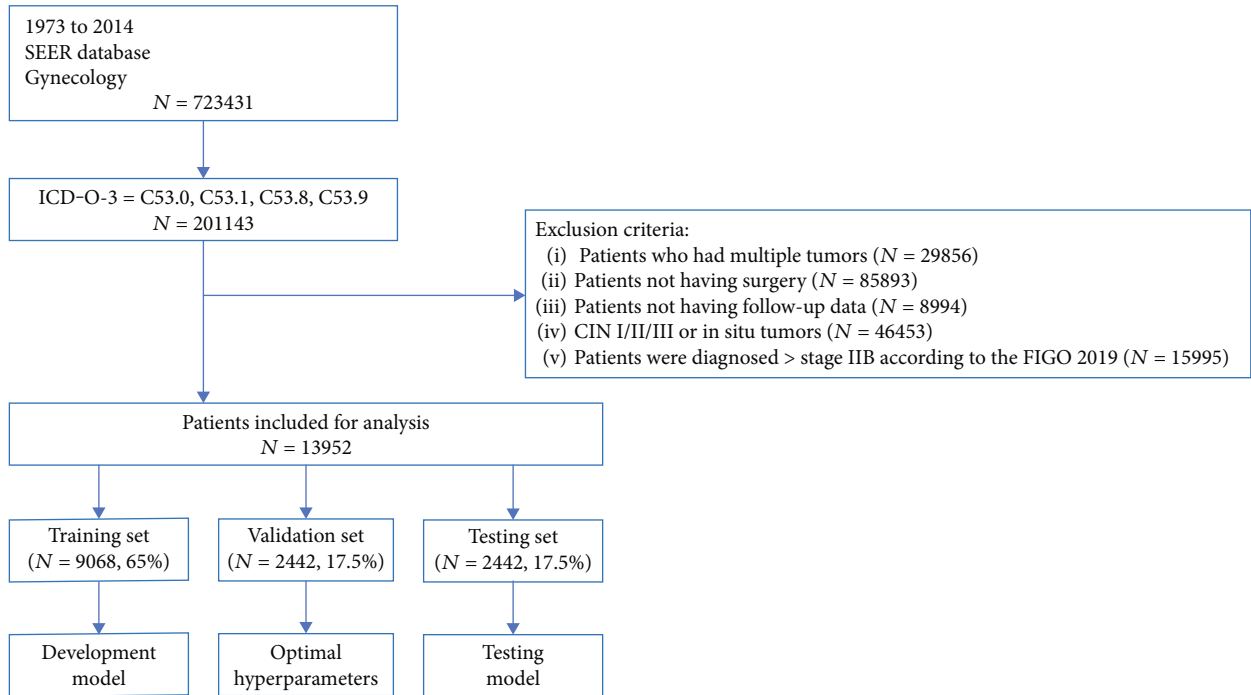 1973 to 2014
SEER database
Gynecology
N = 723431
ICD-O-3 = C53.0, C53.1, C53.8, C53.9
N = 201143
Exclusion criteria:
(i) Patients who had multiple tumors (N = 29856)
(ii) Patients not having surgery (N = 85893)
(iii) Patients not having follow-up data (N = 8994)
(iv) CIN I/II/III or in situ tumors (N = 46453)
(v) Patients were diagnosed > stage IIB according to the FIGO 2019 (N = 15995)
Patients included for analysis
N = 13952
Training set
(N = 9068, 65%)
Validation set
(N = 2442, 17.5%)
Testing set
(N = 2442, 17.5%)
Development
model
Optimal
hyperparameters
Testing
model